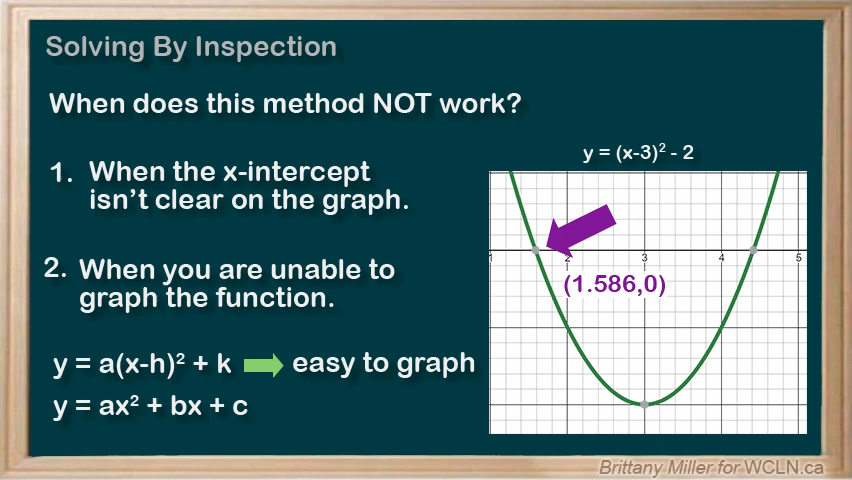 Solving By Inspection
When does this method NOT work?
1. When the x-intercept
isn't clear on the graph.
2. When you are unable to
graph the function.
y = a(x-h)² + k easy to graph
y = ax² + bx + c
y = (x-3)² - 2
1 2 3 4 5
(1.586,0)
Brittany Miller for WCLN.ca